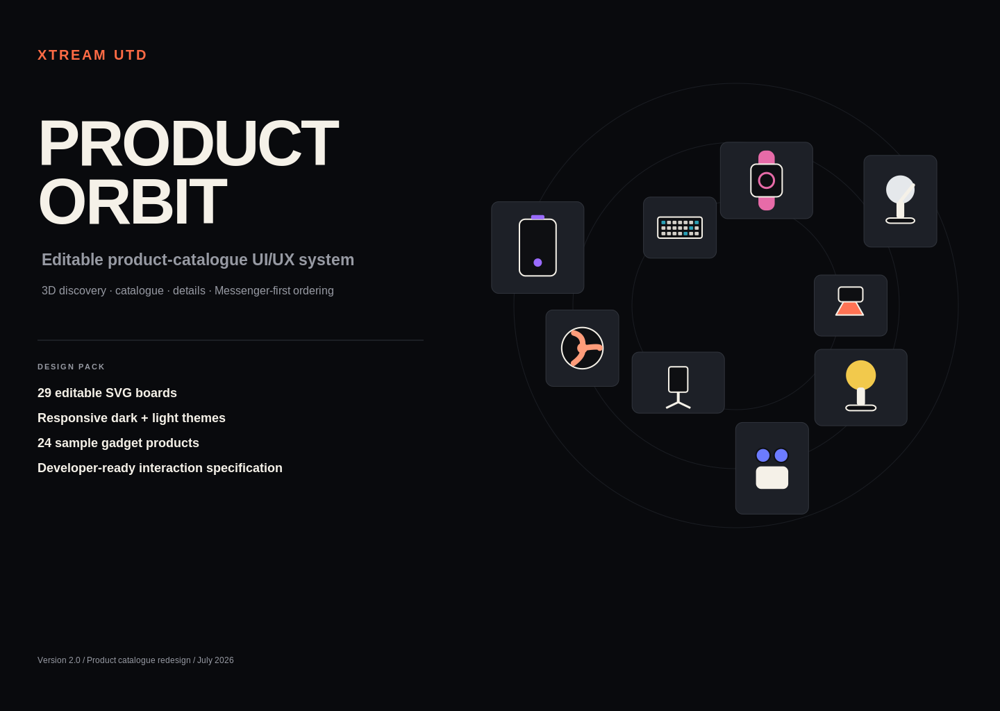 XTREAM UTD
PRODUCT
ORBIT
Editable product-catalogue UI/UX system
3D discovery · catalogue · details · Messenger-first ordering
DESIGN PACK
29 editable SVG boards
Responsive dark + light themes
24 sample gadget products
Developer-ready interaction specification
Version 2.0 / Product catalogue redesign / July 2026